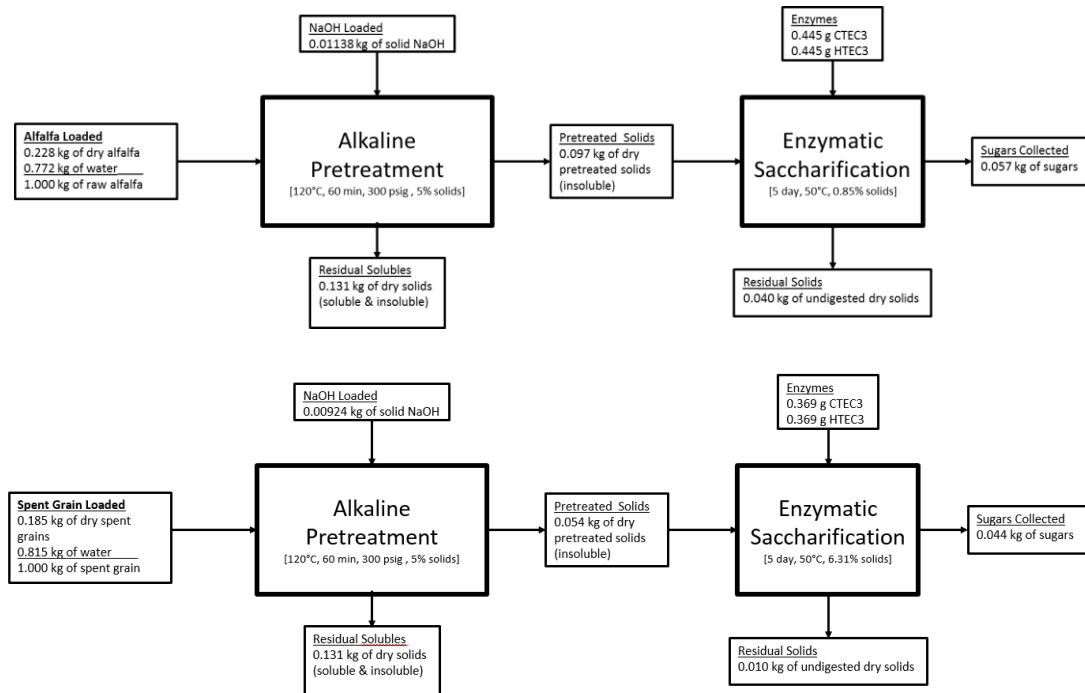 NaOH Loaded
0.01138 kg of solid NaOH
Enzymes
0.445 g CTEC3
0.445 g HTEC3
Alfalfa Loaded
0.228 kg of dry alfalfa
0.772 kg of water
1.000 kg of raw alfalfa
Alkaline
Pretreatment
[120°C, 60 min, 300 psig , 5% solids]
Pretreated Solids
0.097 kg of dry
pretreated solids
(insoluble)
Enzymatic
Saccharification
[5 day, 50°C, 0.85% solids]
Sugars Collected
0.057 kg of sugars
Residual Solubles
0.131 kg of dry solids
(soluble & insoluble)
Residual Solids
0.040 kg of undigested dry solids
NaOH Loaded
0.00924 kg of solid NaOH
Enzymes
0.369 g CTEC3
0.369 g HTEC3
Spent Grain Loaded
0.185 kg of dry spent
grains
0.815 kg of water
1.000 kg of spent grain
Alkaline
Pretreatment
[120°C, 60 min, 300 psig , 5% solids]
Pretreated Solids
0.054 kg of dry
pretreated solids
(insoluble)
Enzymatic
Saccharification
[5 day, 50°C, 6.31% solids]
Sugars Collected
0.044 kg of sugars
Residual Solubles
0.131 kg of dry solids
(soluble & insoluble)
Residual Solids
0.010 kg of undigested dry solids